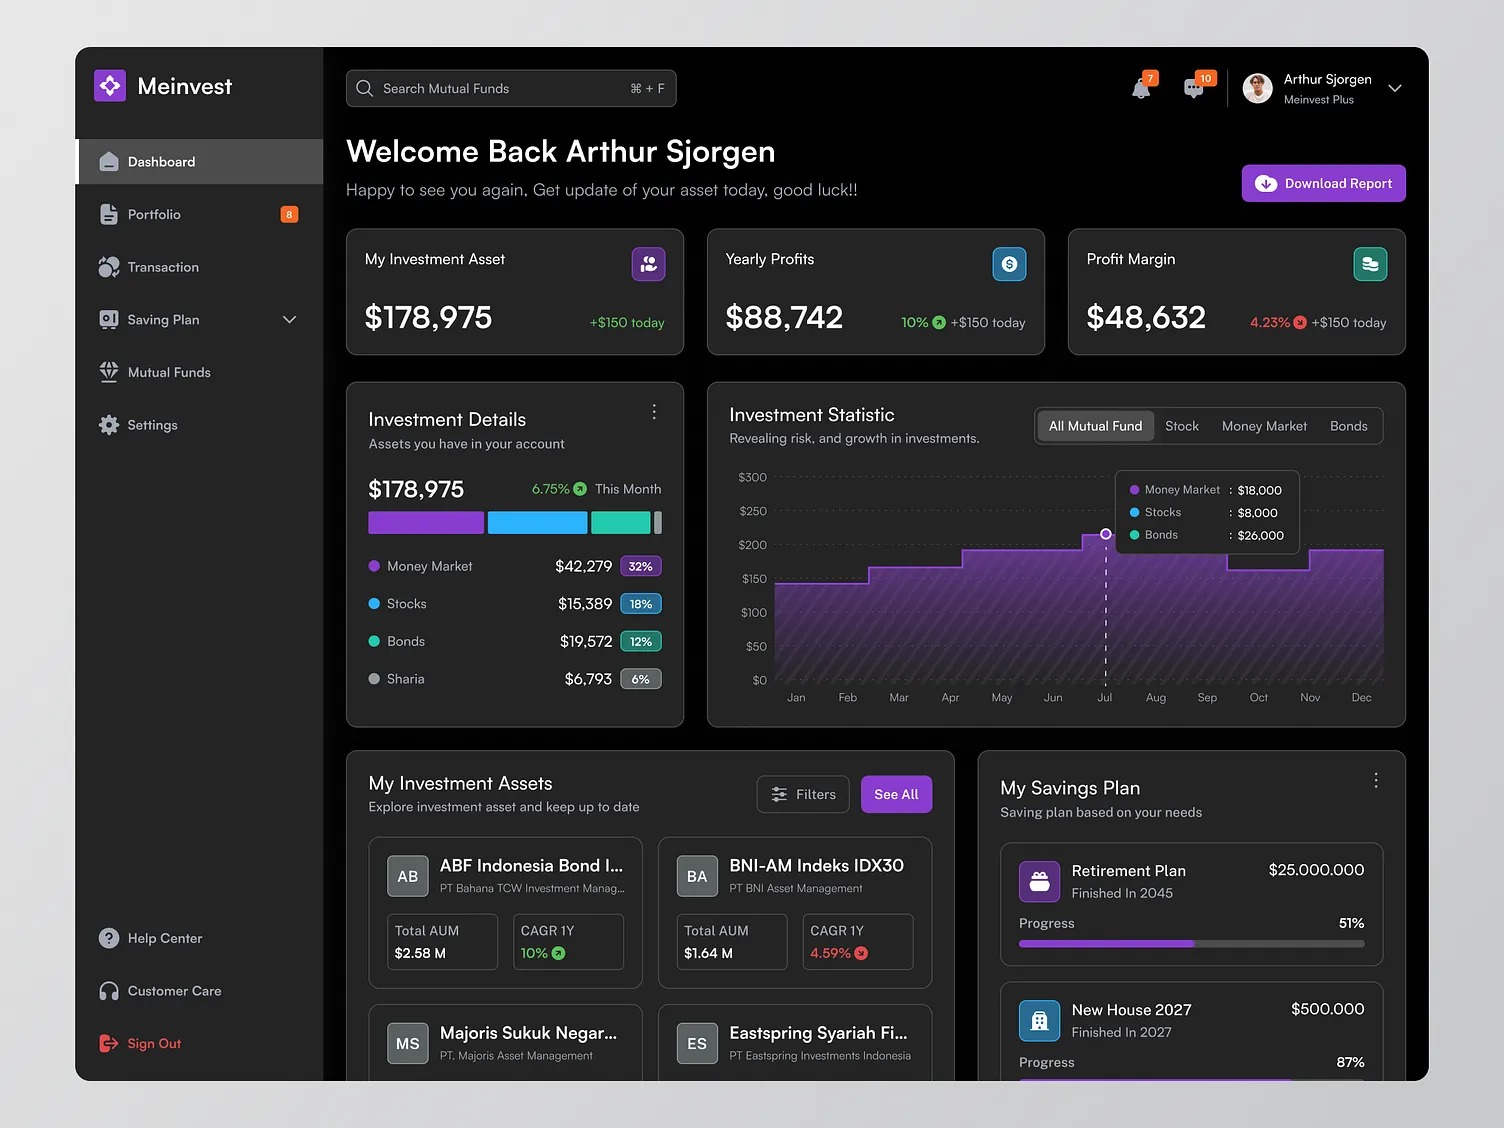 Meinvest
Search Mutual Funds ⌘ + F
7
10
Arthur Sjorgen
Meinvest Plus
Dashboard
Portfolio 8
Transaction
Saving Plan
Mutual Funds
Settings
Help Center
Customer Care
Sign Out
Welcome Back Arthur Sjorgen
Happy to see you again, Get update of your asset today, good luck!!
Download Report
My Investment Asset
$178,975 +$150 today
Yearly Profits
$88,742 10% +$150 today
Profit Margin
$48,632 4.23% +$150 today
Investment Details
Assets you have in your account
$178,975 6.75% This Month
Money Market $42,279 32%
Stocks $15,389 18%
Bonds $19,572 12%
Sharia $6,793 6%
Investment Statistic
Revealing risk, and growth in investments.
All Mutual Fund Stock Money Market Bonds
$300
$250
$200
$150
$100
$50
$0
Money Market : $18,000
Stocks : $8,000
Bonds : $26,000
Jan Feb Mar Apr May Jun Jul Aug Sep Oct Nov Dec
My Investment Assets
Explore investment asset and keep up to date
Filters
See All
AB
ABF Indonesia Bond I...
PT Bahana TCW Investment Manag...
Total AUM
$2.58 M
CAGR 1Y
10%
BA
BNI-AM Indeks IDX30
PT BNI Asset Management
Total AUM
$1.64 M
CAGR 1Y
4.59%
MS
Majoris Sukuk Negar...
PT. Majoris Asset Management
ES
Eastspring Syariah Fi...
PT Eastspring Investments Indonesia
My Savings Plan
Saving plan based on your needs
Retirement Plan $25.000.000
Finished In 2045
Progress 51%
New House 2027 $500.000
Finished In 2027
Progress 87%